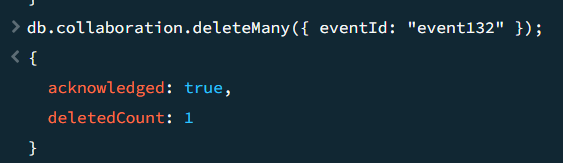 > db.collaboration.deleteMany({ eventId: "event132" });
< {
acknowledged: true,
deletedCount: 1
}